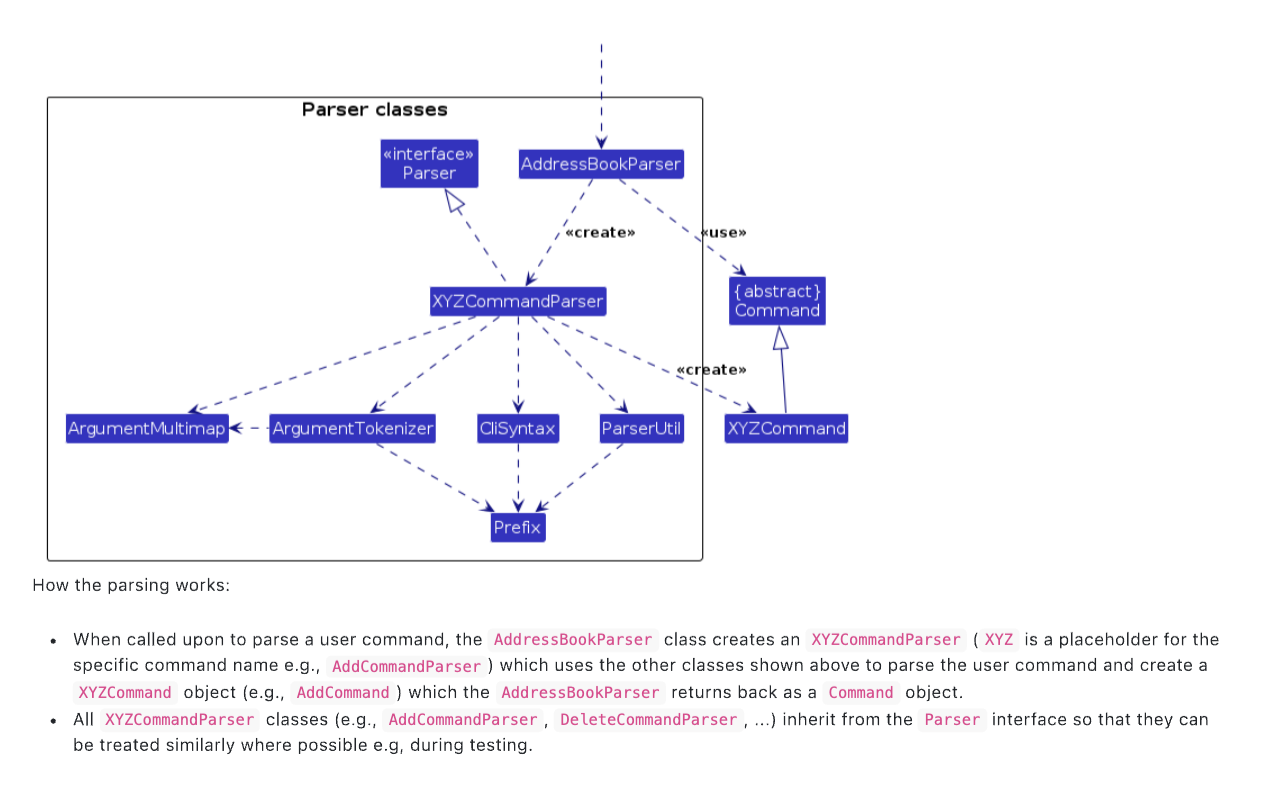 Parser classes
«interface»
Parser
AddressBookParser
«create»
«use»
XYZCommandParser
{abstract}
Command
«create»
ArgumentMultimap
ArgumentTokenizer
CliSyntax
ParserUtil
XYZCommand
Prefix
How the parsing works:
• When called upon to parse a user command, the AddressBookParser class creates an XYZCommandParser ( XYZ is a placeholder for the
specific command name e.g., AddCommandParser ) which uses the other classes shown above to parse the user command and create a
XYZCommand object (e.g., AddCommand ) which the AddressBookParser returns back as a Command object.
• All XYZCommandParser classes (e.g., AddCommandParser , DeleteCommandParser , ...) inherit from the Parser interface so that they can
be treated similarly where possible e.g, during testing.